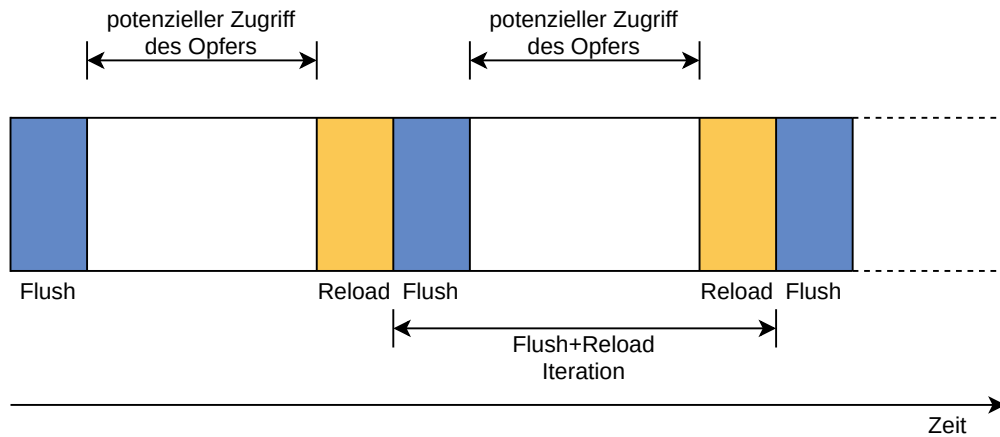 potenzieller Zugriff
des Opfers
potenzieller Zugriff
des Opfers
Flush
Reload
Flush
Reload
Flush
Flush+Reload
Iteration
Zeit